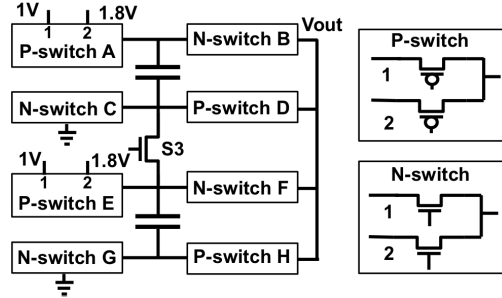 1V 1.8V
1 2
P-switch A
N-switch B
Vout
N-switch C
P-switch D
S3
1V 1.8V
1 2
P-switch E
N-switch F
N-switch G
P-switch H
P-switch
1
2
N-switch
1
2